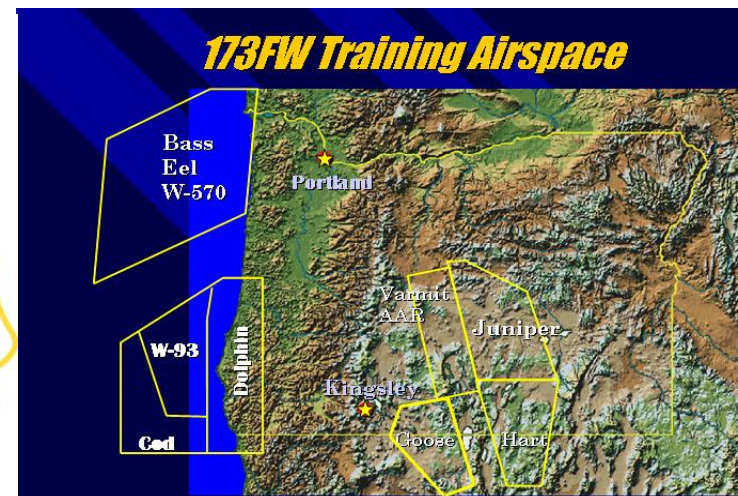 173FW Training Airspace
Bass
Eel
W-570
Portland
Varmit
AAR
Juniper
W-93
Dolphin
Kingsley
Cod
Goose
Hart